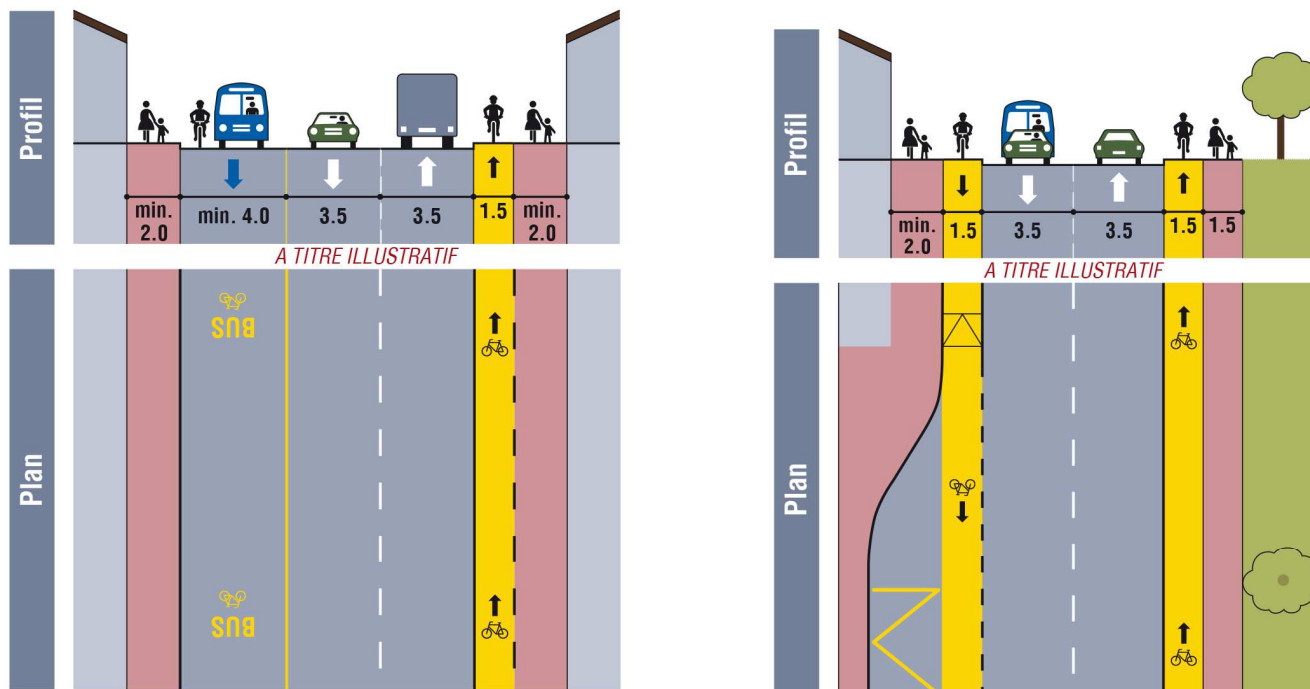 Profil
min.
2.0
min. 4.0
3.5
3.5
1.5
min.
2.0
A TITRE ILLUSTRATIF
Plan
BUS
BUS
Profil
min.
2.0
1.5
3.5
3.5
1.5
1.5
A TITRE ILLUSTRATIF
Plan